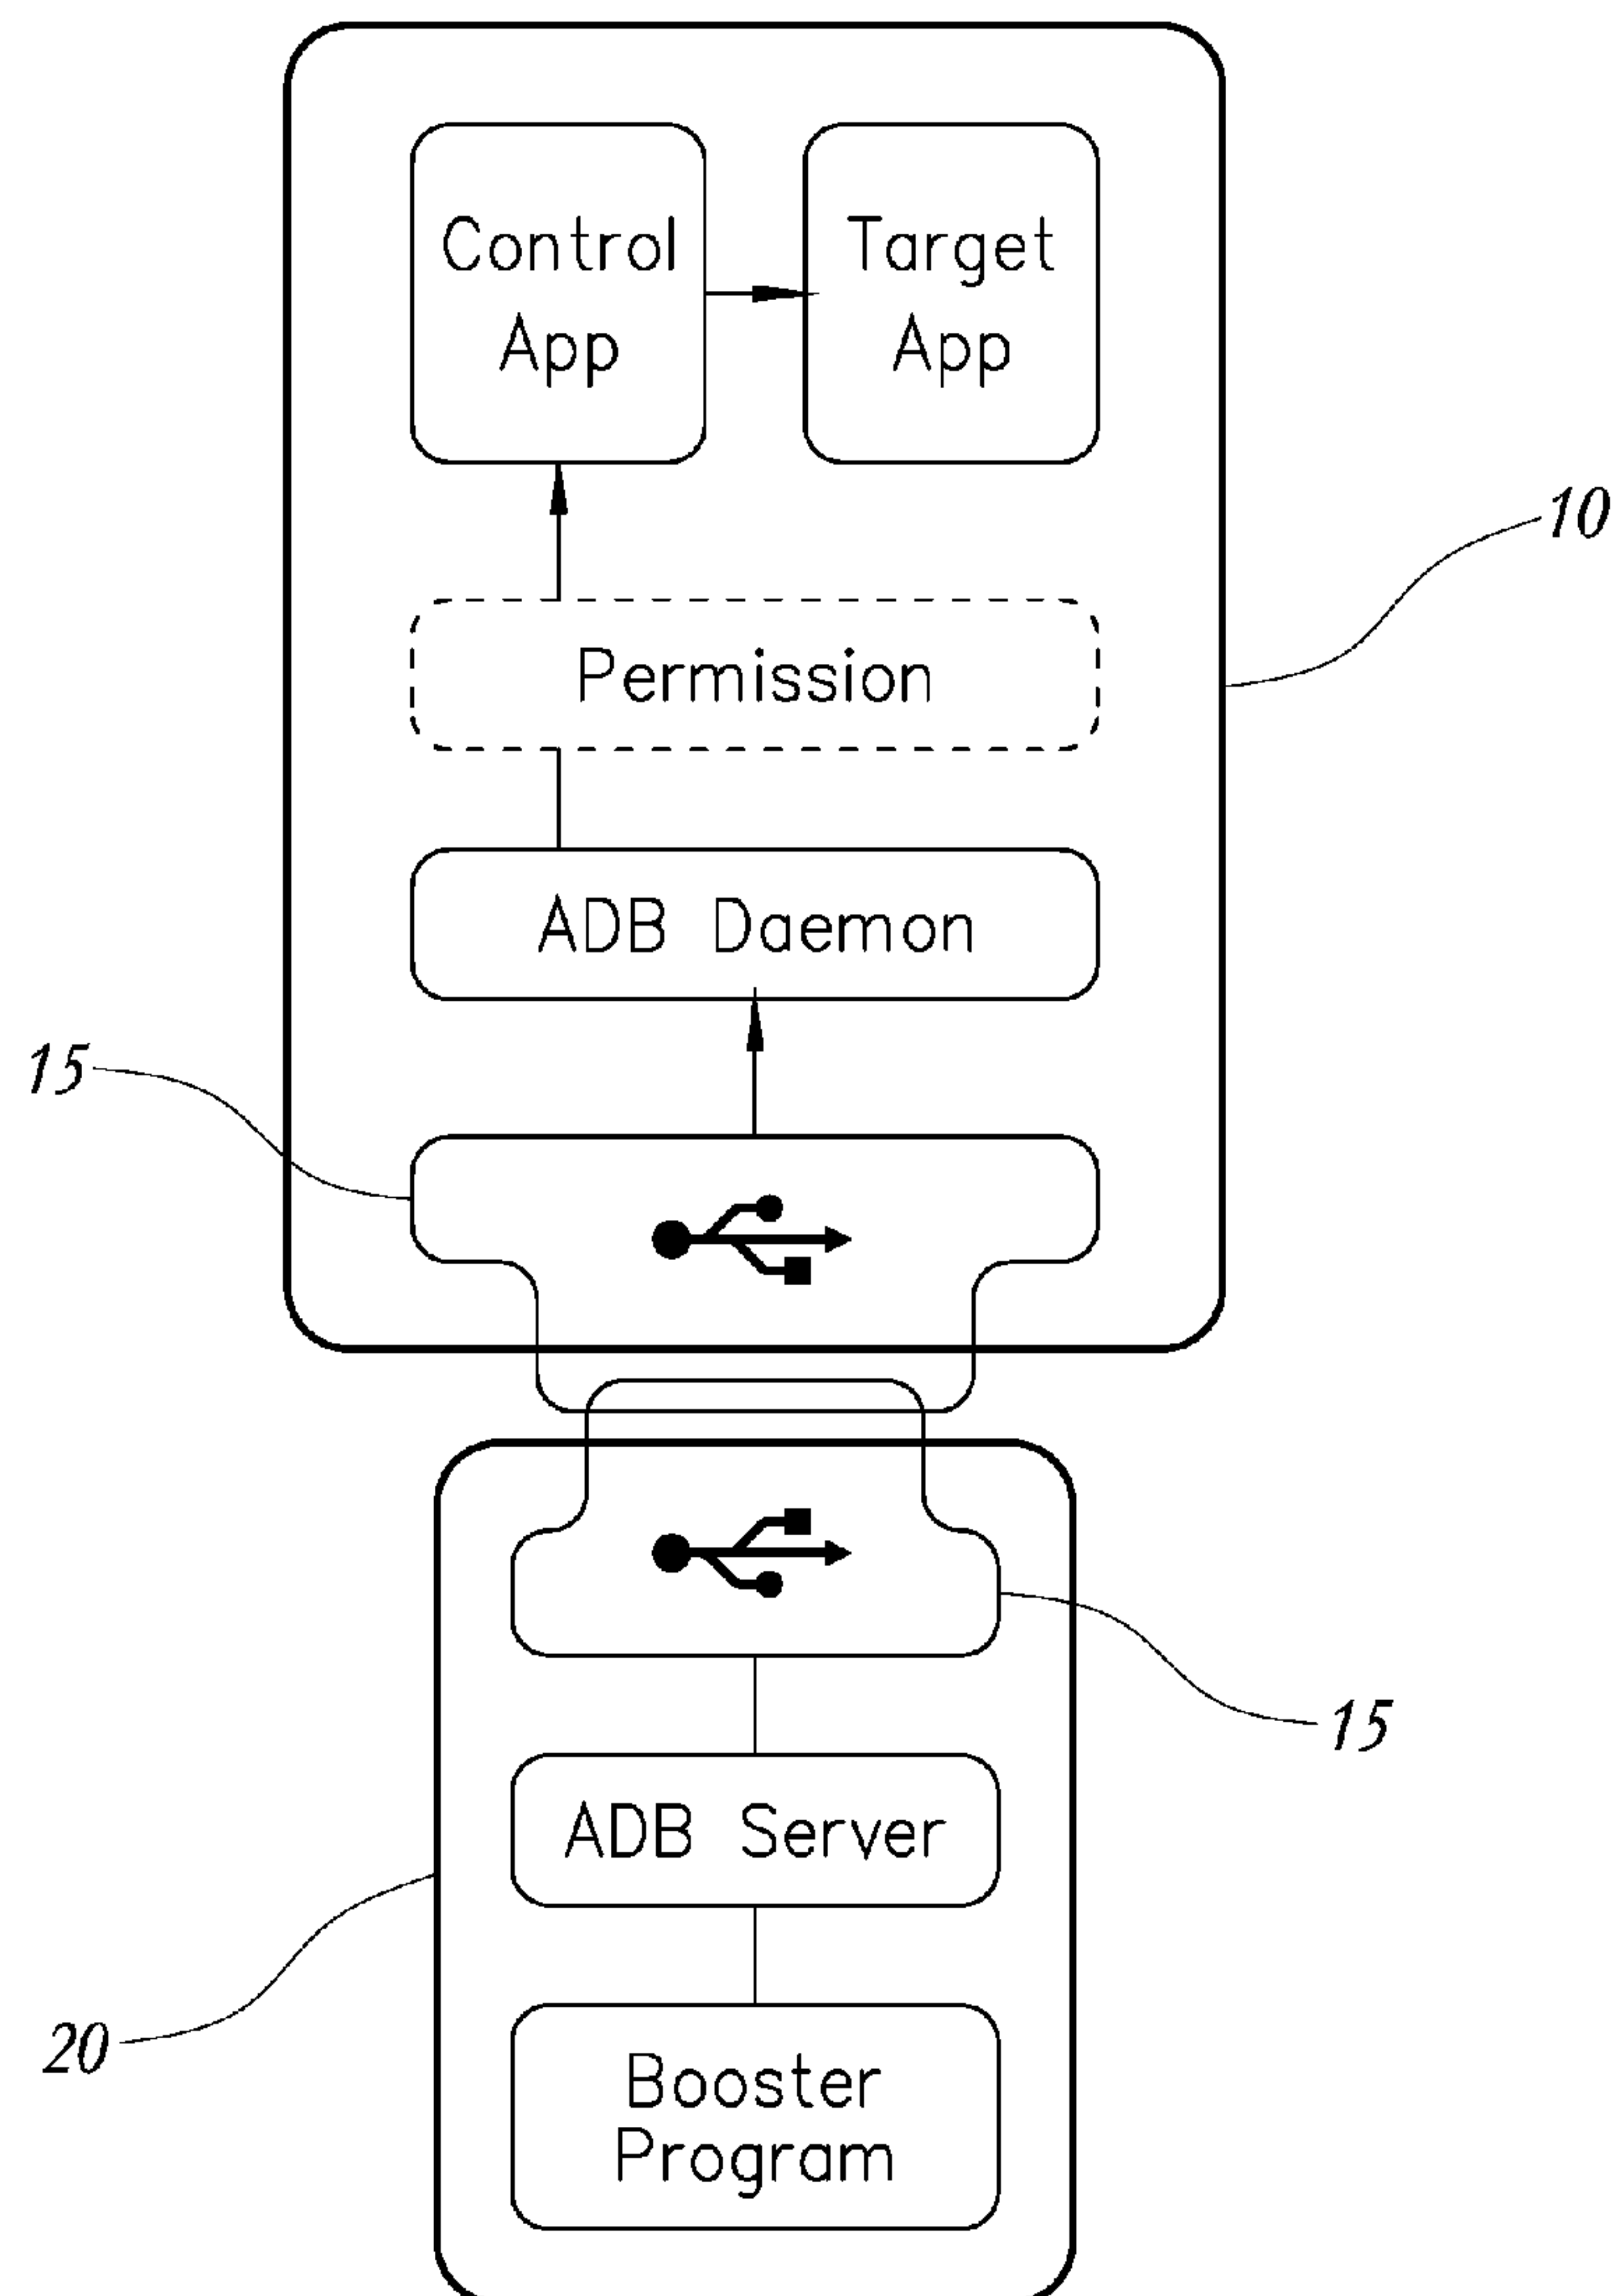 Control
App
Target
App
10
Permission
ADB Daemon
15
15
ADB Server
20
Booster
Program